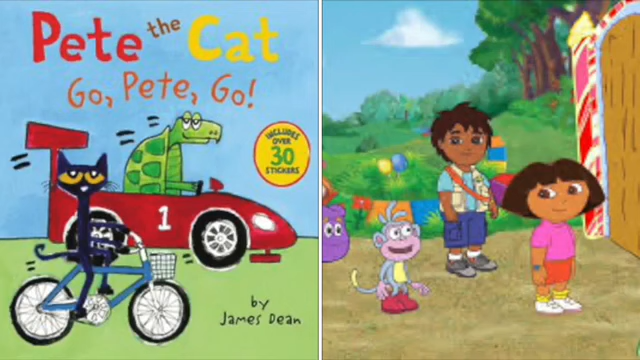 Pete the Cat
Go, Pete, Go!
INCLUDES
OVER
30
STICKERS
1
by
James Dean